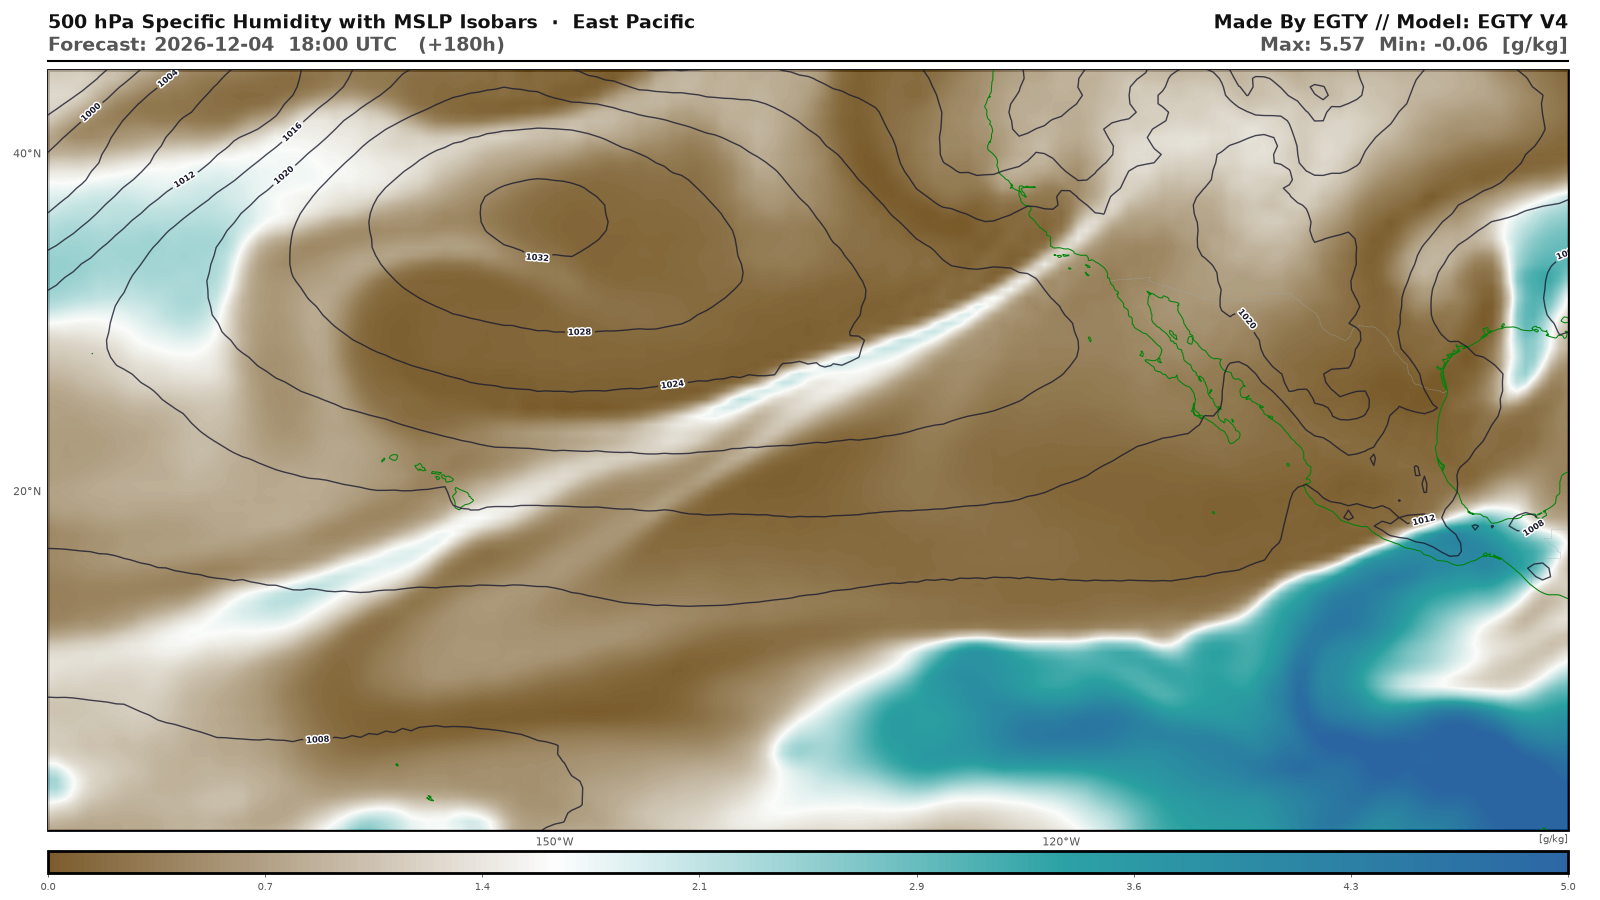 500 hPa Specific Humidity with MSLP Isobars · East Pacific
Made By EGTY // Model: EGTY V4
Forecast: 2026-12-04 18:00 UTC (+180h)
Max: 5.57 Min: -0.06 [g/kg]
1004
1000
1016
40°N
1012
1020
1032
1020
1028
1024
20°N
1012
1008
1008
150°W
120°W
[g/kg]
0.0
0.7
1.4
2.1
2.9
3.6
4.3
5.0